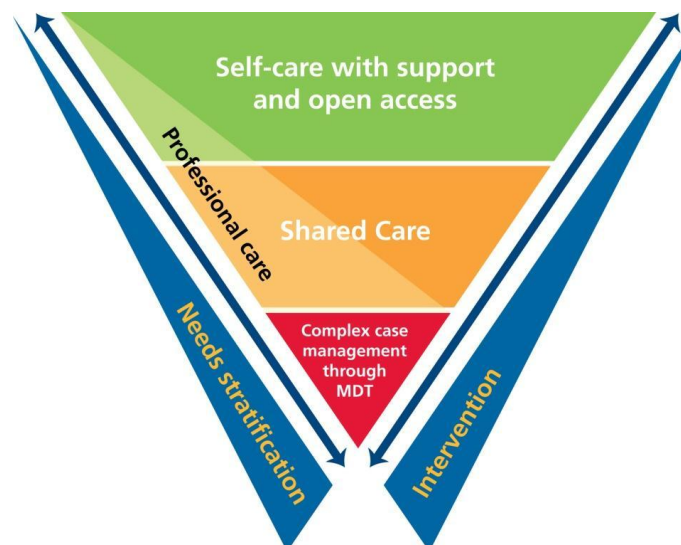 Self-care with support
and open access
Professional care
Shared Care
Complex case
management
through
MDT
Needs stratification
Intervention